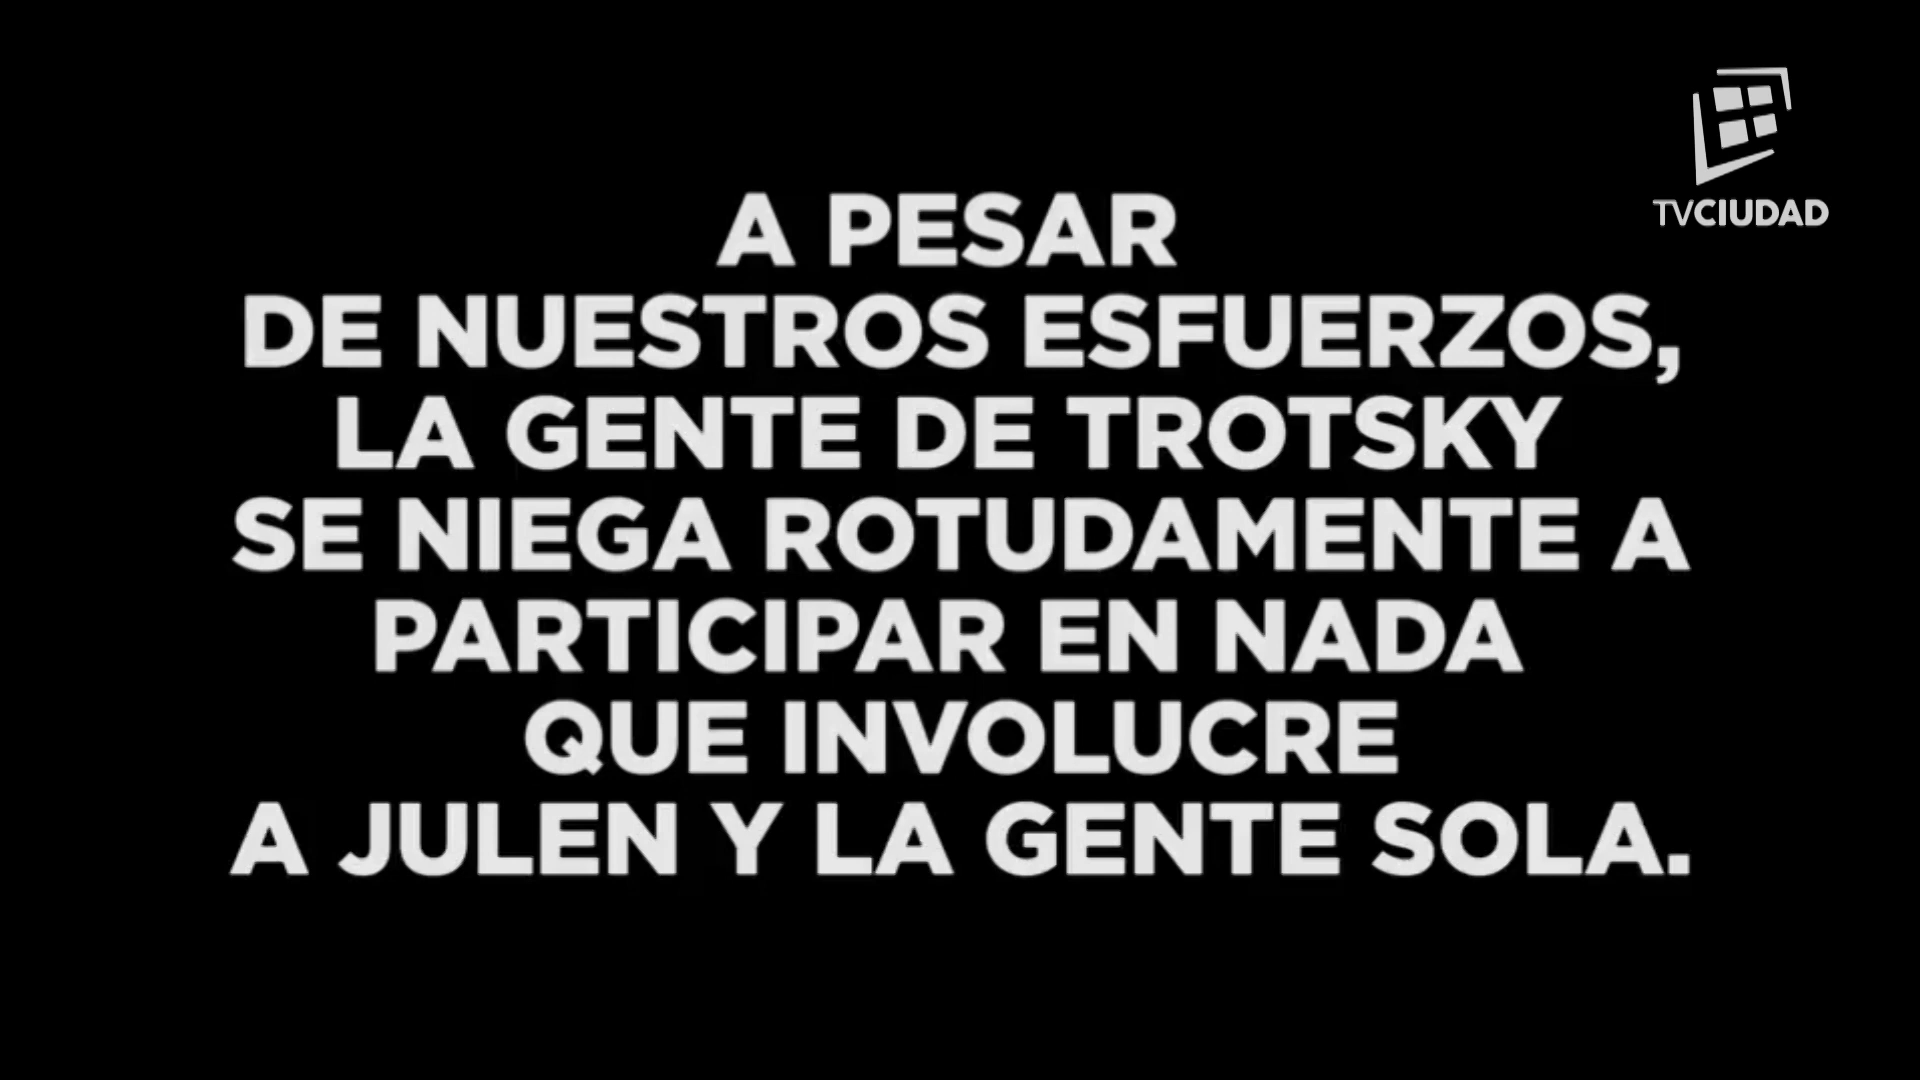 TVCIUDAD
A PESAR
DE NUESTROS ESFUERZOS,
LA GENTE DE TROTSKY
SE NIEGA ROTUDAMENTE A
PARTICIPAR EN NADA
QUE INVOLUCRE
A JULEN Y LA GENTE SOLA.